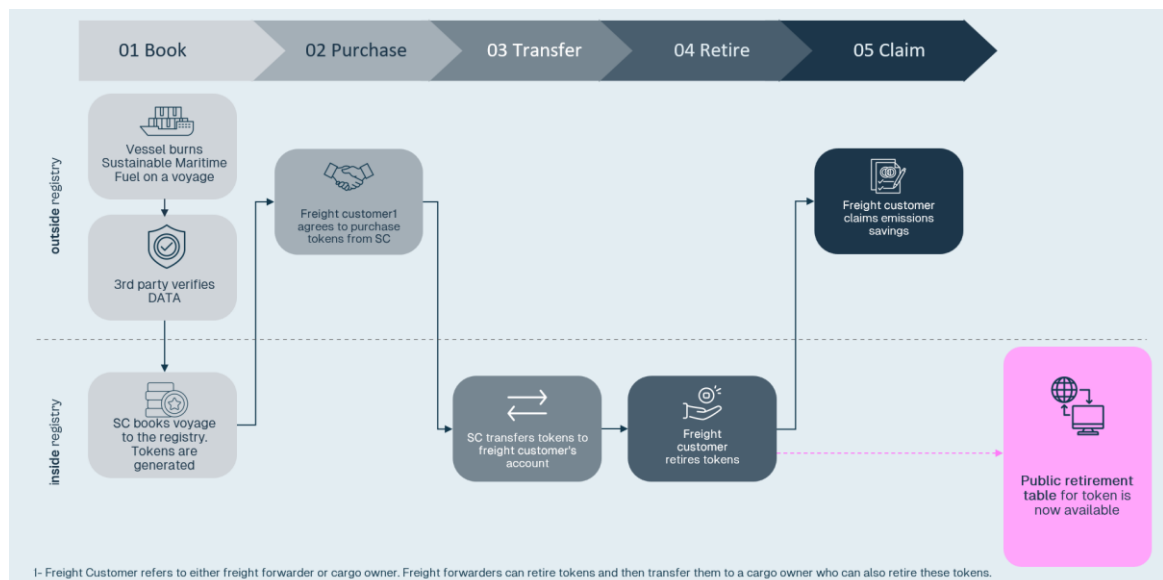 01 Book
02 Purchase
03 Transfer
04 Retire
05 Claim
outside registry
Vessel burns
Sustainable Maritime
Fuel on a voyage
3rd party verifies
DATA
Freight customer1
agrees to purchase
tokens from SC
Freight customer
claims emissions
savings
inside registry
SC books voyage
to the registry.
Tokens are
generated
SC transfers tokens to
freight customer's
account
Freight
customer
retires tokens
Public retirement
table for token is
now available
1- Freight Customer refers to either freight forwarder or cargo owner. Freight forwarders can retire tokens and then transfer them to a cargo owner who can also retire these tokens.